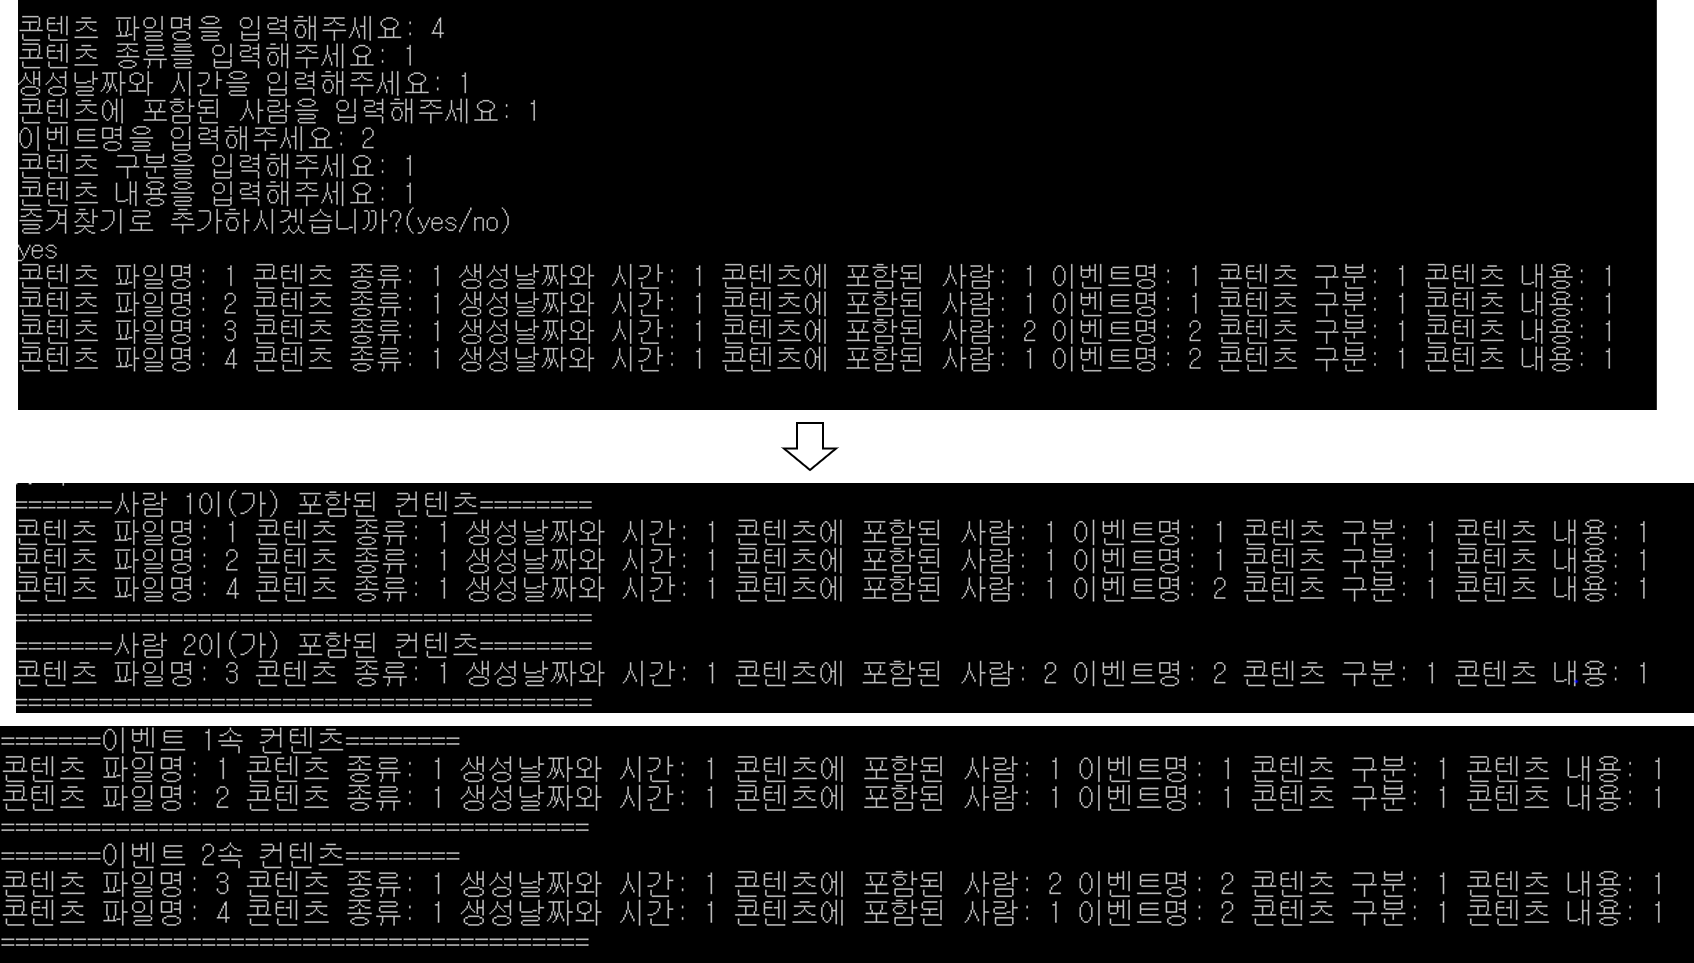 콘텐츠 파일명을 입력해주세요: 4
콘텐츠 종류를 입력해주세요: 1
생성날짜와 시간을 입력해주세요: 1
콘텐츠에 포함된 사람을 입력해주세요: 1
이벤트명을 입력해주세요: 2
콘텐츠 구분을 입력해주세요: 1
콘텐츠 내용을 입력해주세요: 1
즐겨찾기로 추가하시겠습니까?(yes/no)
yes
콘텐츠 파일명: 1 콘텐츠 종류: 1 생성날짜와 시간: 1 콘텐츠에 포함된 사람: 1 이벤트명: 1 콘텐츠 구분: 1 콘텐츠 내용: 1
콘텐츠 파일명: 2 콘텐츠 종류: 1 생성날짜와 시간: 1 콘텐츠에 포함된 사람: 1 이벤트명: 1 콘텐츠 구분: 1 콘텐츠 내용: 1
콘텐츠 파일명: 3 콘텐츠 종류: 1 생성날짜와 시간: 1 콘텐츠에 포함된 사람: 2 이벤트명: 2 콘텐츠 구분: 1 콘텐츠 내용: 1
콘텐츠 파일명: 4 콘텐츠 종류: 1 생성날짜와 시간: 1 콘텐츠에 포함된 사람: 1 이벤트명: 2 콘텐츠 구분: 1 콘텐츠 내용: 1
=======사람 1이(가) 포함된 컨텐츠========
콘텐츠 파일명: 1 콘텐츠 종류: 1 생성날짜와 시간: 1 콘텐츠에 포함된 사람: 1 이벤트명: 1 콘텐츠 구분: 1 콘텐츠 내용: 1
콘텐츠 파일명: 2 콘텐츠 종류: 1 생성날짜와 시간: 1 콘텐츠에 포함된 사람: 1 이벤트명: 1 콘텐츠 구분: 1 콘텐츠 내용: 1
콘텐츠 파일명: 4 콘텐츠 종류: 1 생성날짜와 시간: 1 콘텐츠에 포함된 사람: 1 이벤트명: 2 콘텐츠 구분: 1 콘텐츠 내용: 1
=========================================
=======사람 2이(가) 포함된 컨텐츠========
콘텐츠 파일명: 3 콘텐츠 종류: 1 생성날짜와 시간: 1 콘텐츠에 포함된 사람: 2 이벤트명: 2 콘텐츠 구분: 1 콘텐츠 내용: 1
=========================================
=======이벤트 1속 컨텐츠========
콘텐츠 파일명: 1 콘텐츠 종류: 1 생성날짜와 시간: 1 콘텐츠에 포함된 사람: 1 이벤트명: 1 콘텐츠 구분: 1 콘텐츠 내용: 1
콘텐츠 파일명: 2 콘텐츠 종류: 1 생성날짜와 시간: 1 콘텐츠에 포함된 사람: 1 이벤트명: 1 콘텐츠 구분: 1 콘텐츠 내용: 1
=========================================
=======이벤트 2속 컨텐츠========
콘텐츠 파일명: 3 콘텐츠 종류: 1 생성날짜와 시간: 1 콘텐츠에 포함된 사람: 2 이벤트명: 2 콘텐츠 구분: 1 콘텐츠 내용: 1
콘텐츠 파일명: 4 콘텐츠 종류: 1 생성날짜와 시간: 1 콘텐츠에 포함된 사람: 1 이벤트명: 2 콘텐츠 구분: 1 콘텐츠 내용: 1
=========================================